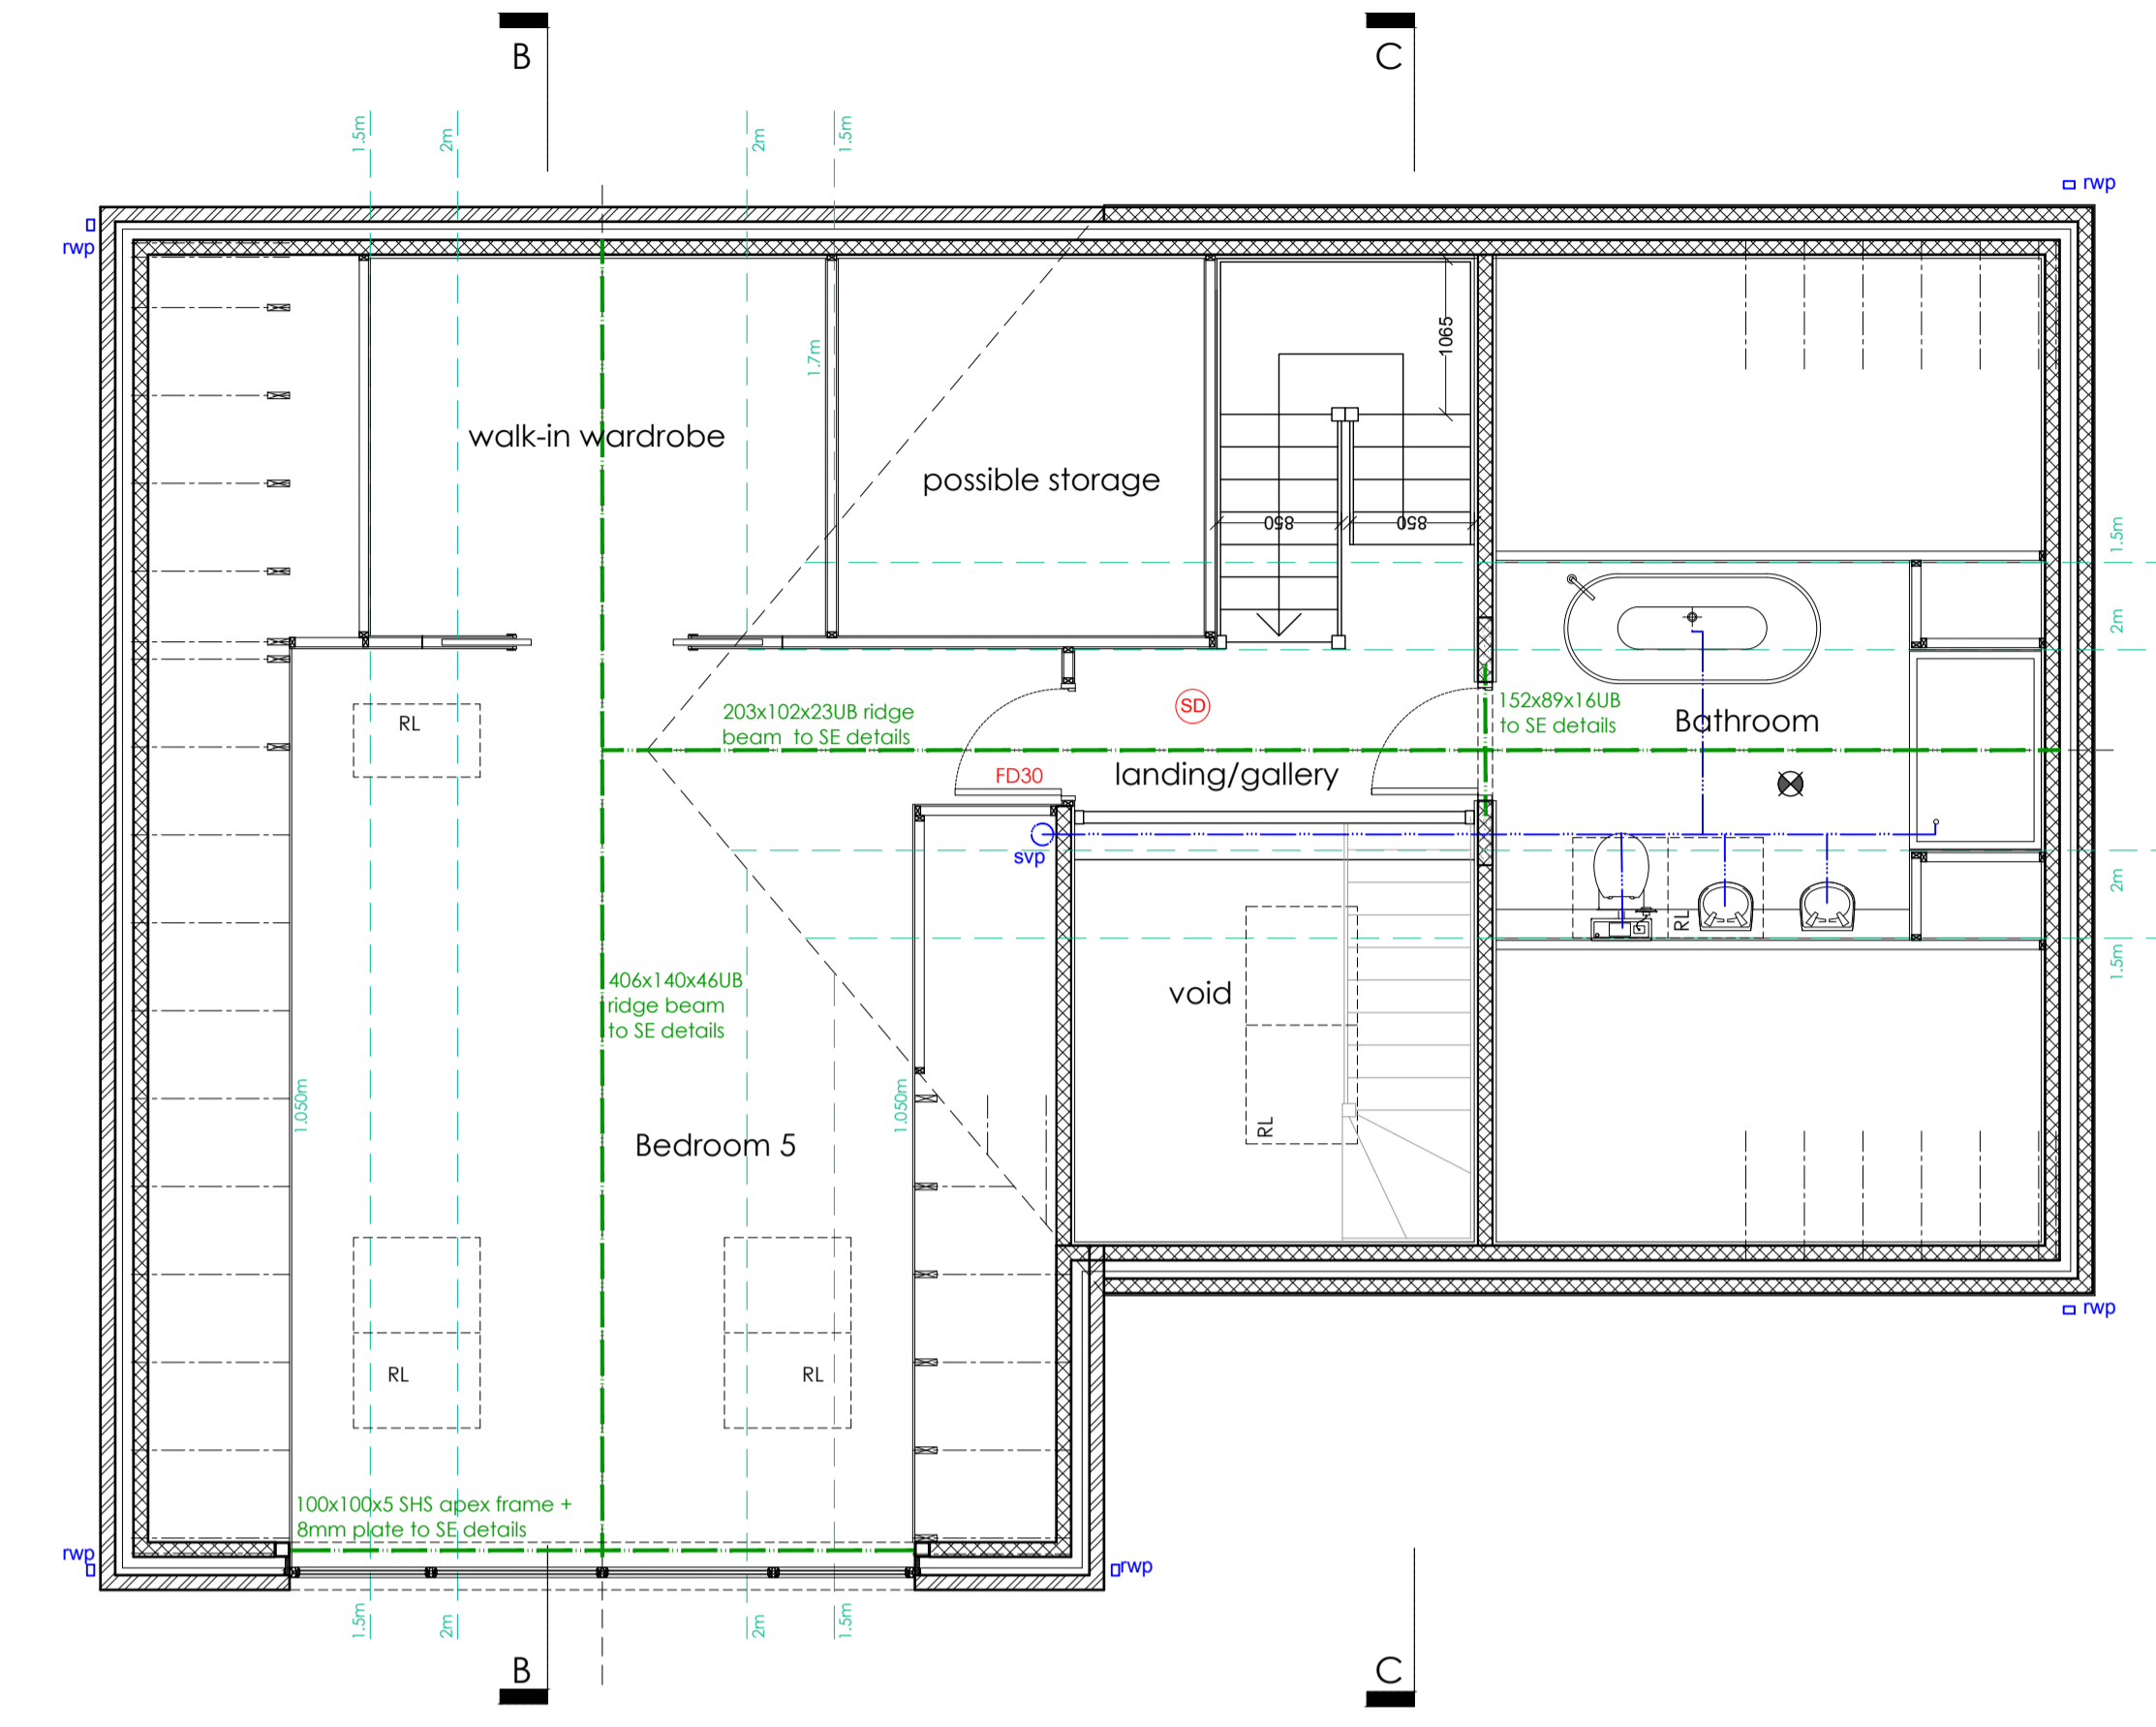 B
C
1.5m
2m
2m
1.5m
rwp
rwp
1.7m
1065
walk-in wardrobe
possible storage
850
850
1.5m
2m
RL
203x102x23UB ridge
beam to SE details
SD
152x89x16UB
to SE details
Bathroom
FD30
landing/gallery
svp
2m
RL
1.5m
406x140x46UB
ridge beam
to SE details
void
1.050m
1.050m
RL
Bedroom 5
rwp
RL
RL
100x100x5 SHS apex frame +
8mm plate to SE details
rwp
rwp
1.5m
2m
2m
1.5m
B
C